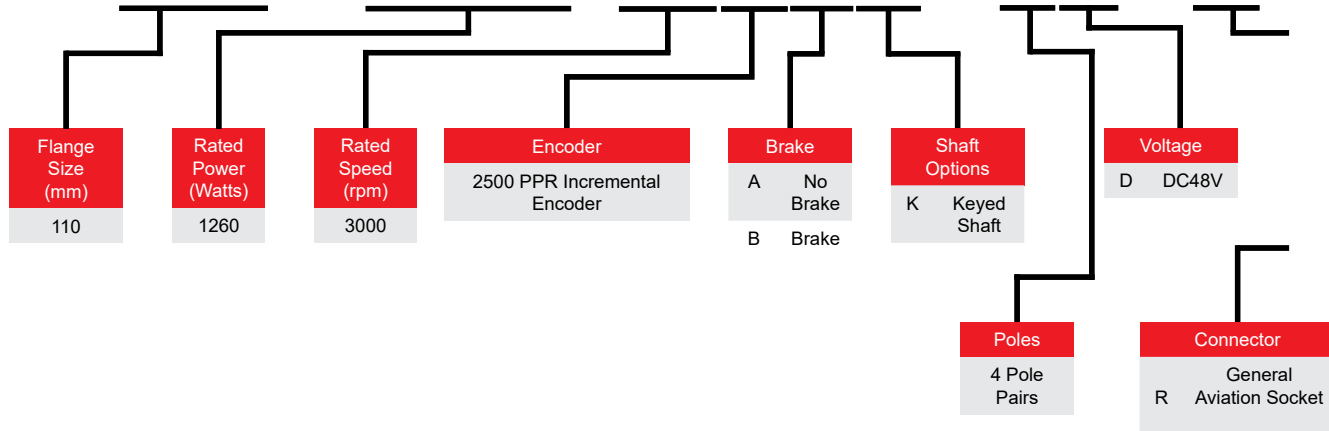 Flange
Size
(mm)
110
Rated
Power
(Watts)
1260
Rated
Speed
(rpm)
3000
Encoder
2500 PPR Incremental
Encoder
Brake
A No
Brake
B Brake
Shaft
Options
K Keyed
Shaft
Voltage
D DC48V
Poles
4 Pole
Pairs
Connector
General
R Aviation Socket